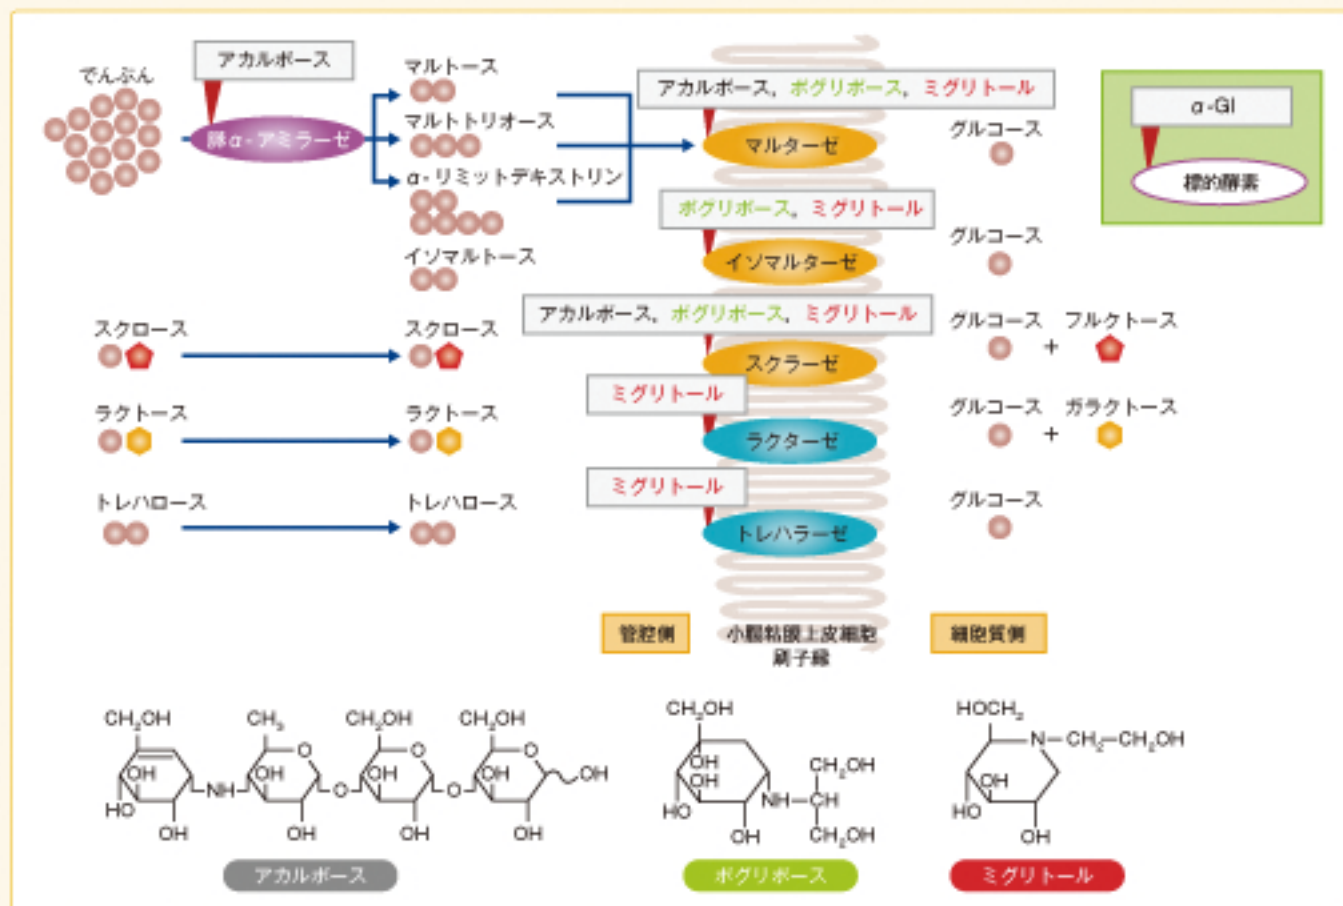 でんぷん
アカルボース
膵α-アミラーゼ
マルトース
マルトトリオース
α-リミットデキストリン
イソマルトース
アカルボース，ボグリボース，ミグリトール
マルターゼ
グルコース
α-GI
標的酵素
ボグリボース，ミグリトール
イソマルターゼ
グルコース
アカルボース，ボグリボース，ミグリトール
スクロース
スクロース
スクラーゼ
グルコース
+
フルクトース
ミグリトール
ラクトース
ラクトース
ラクターゼ
グルコース
+
ガラクトース
ミグリトール
トレハロース
トレハロース
トレハラーゼ
グルコース
管腔側
小腸粘膜上皮細胞
刷子縁
細胞質側
CH₂OH
CH₃
CH₂OH
CH₂OH
O
O
O
OH
OH
OH
OH
OH
NH
O
O
HO
OH
OH
OH
OH
アカルボース
CH₂OH
OH
OH
CH₂OH
HO
NH
CH
OH
CH₂OH
ボグリボース
HOCH₂
N
CH₂
CH₂OH
OH
HO
OH
ミグリトール